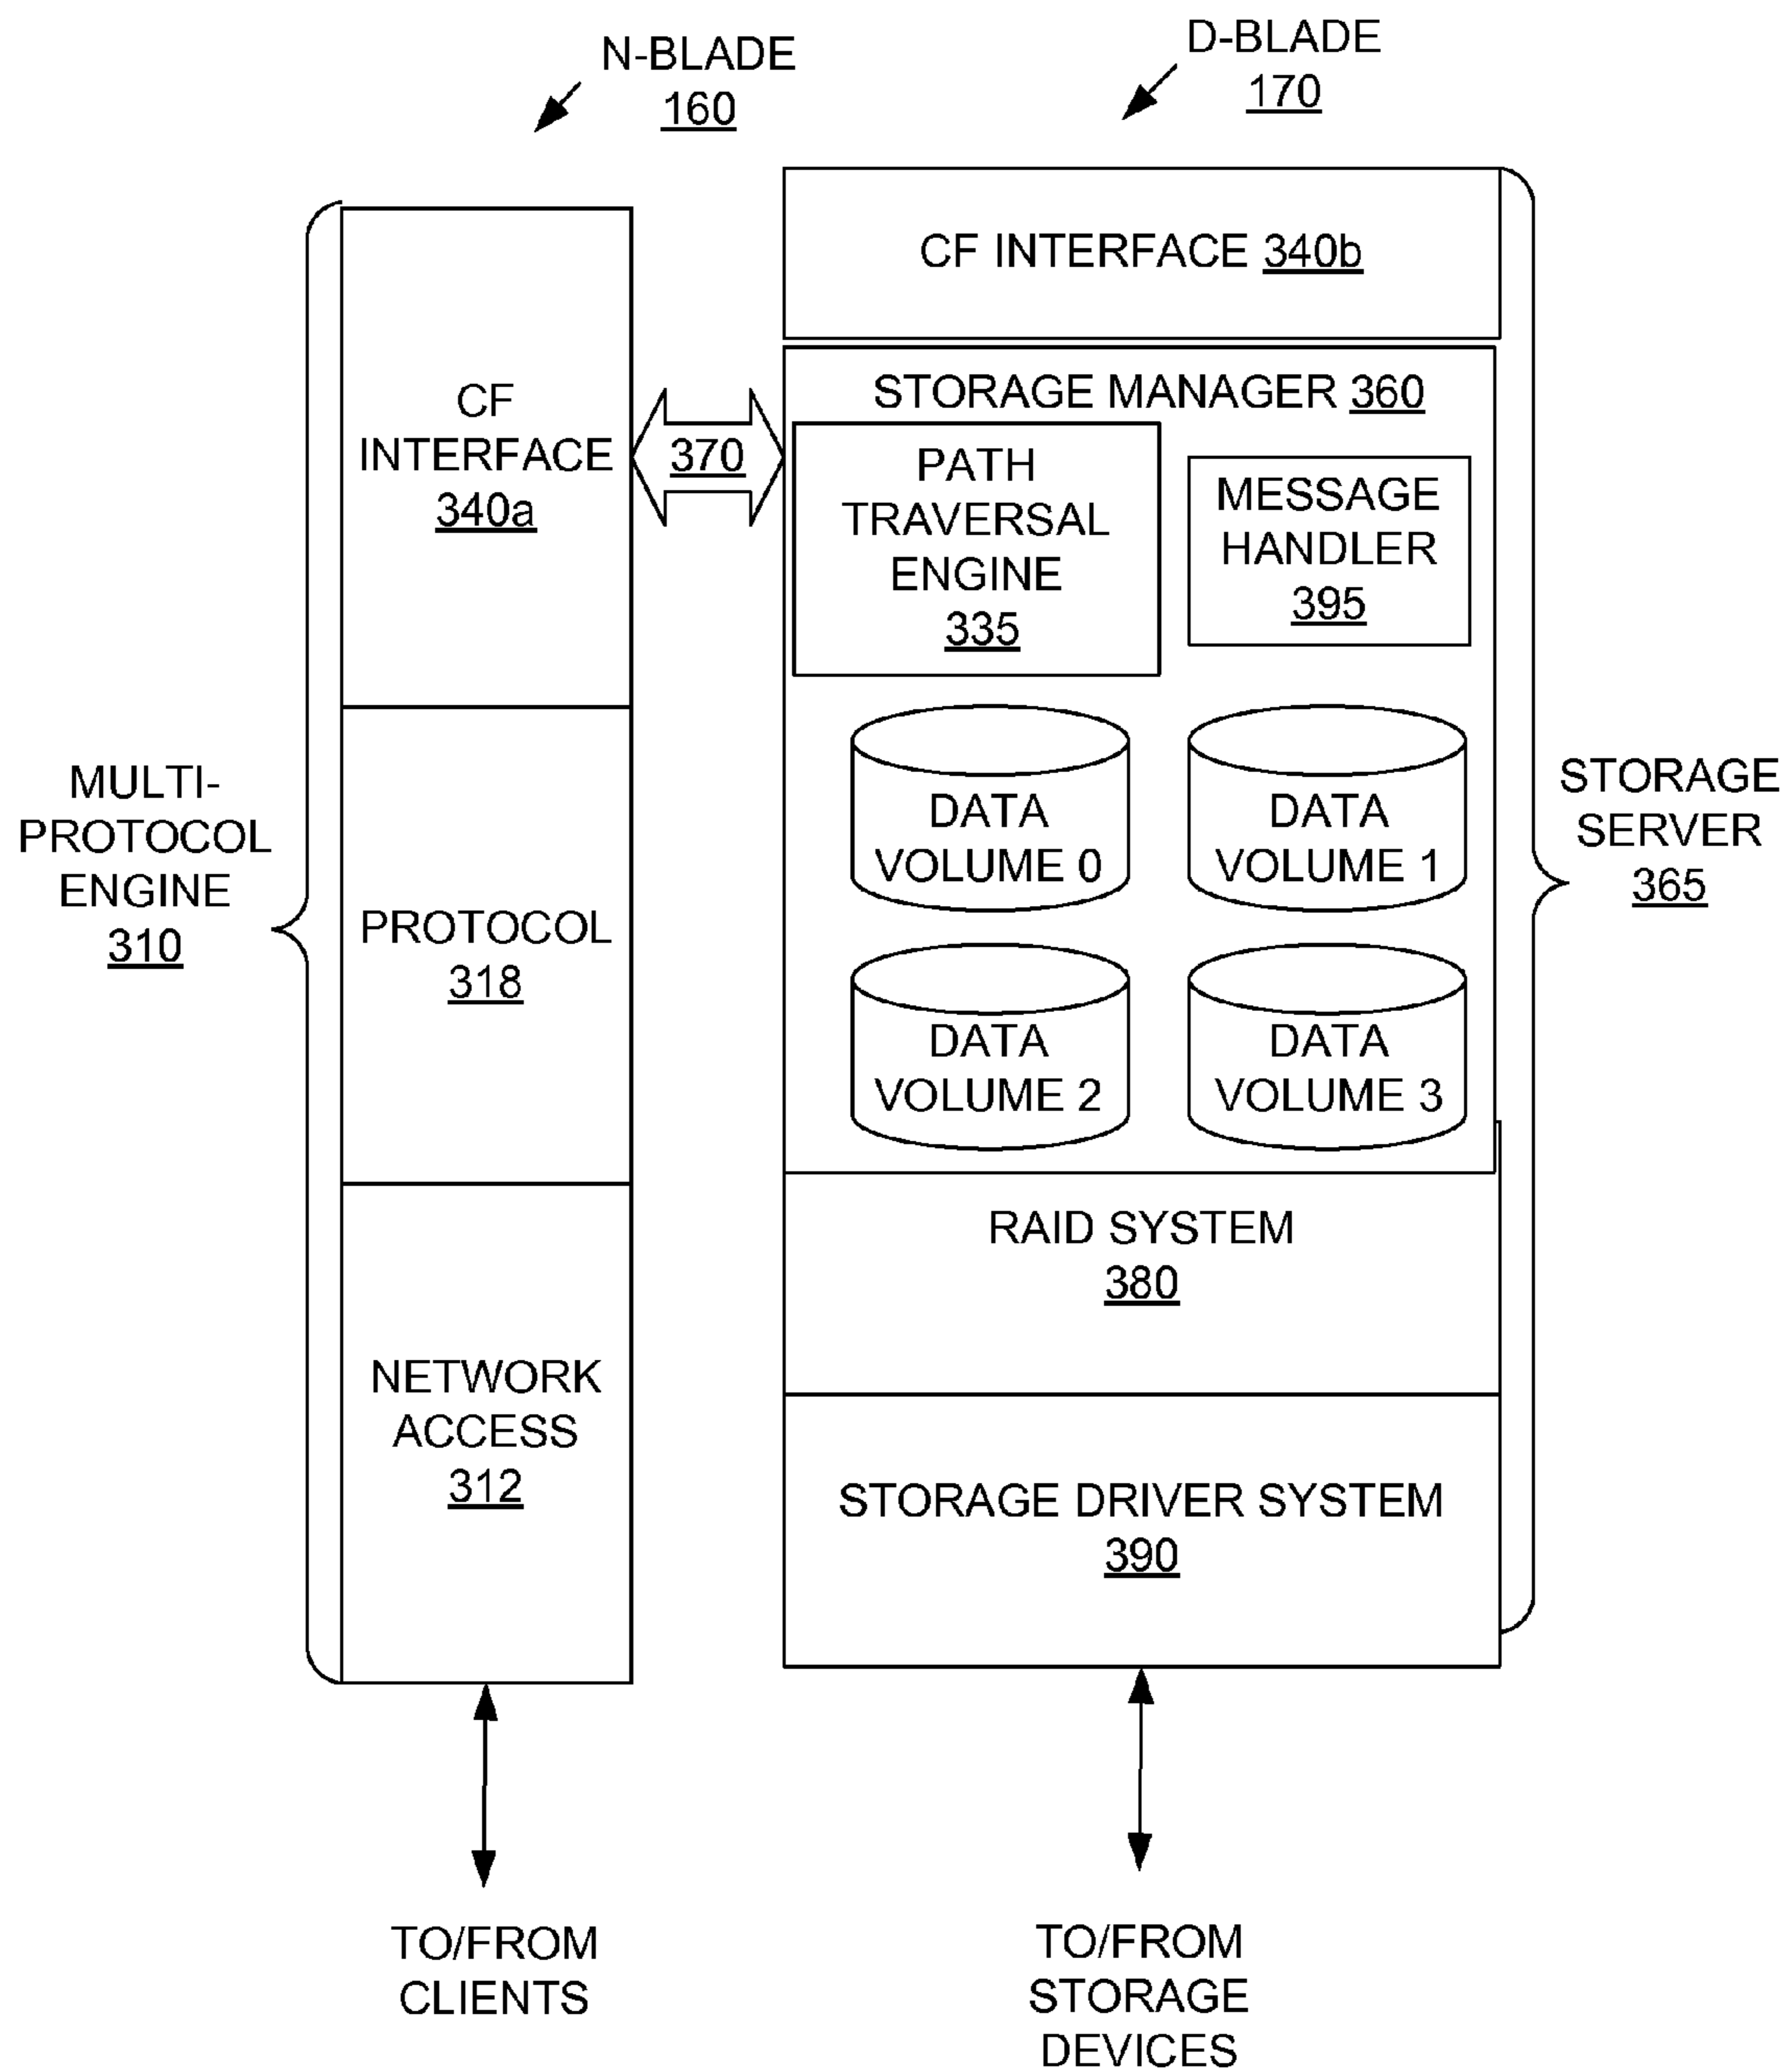 N-BLADE
160
D-BLADE
170
MULTI-
PROTOCOL
ENGINE
310
CF
INTERFACE
340a
PROTOCOL
318
NETWORK
ACCESS
312
TO/FROM
CLIENTS
370
CF INTERFACE 340b
STORAGE MANAGER 360
PATH
TRAVERSAL
ENGINE
335
MESSAGE
HANDLER
395
DATA
VOLUME 0
DATA
VOLUME 1
DATA
VOLUME 2
DATA
VOLUME 3
RAID SYSTEM
380
STORAGE DRIVER SYSTEM
390
TO/FROM
STORAGE
DEVICES
STORAGE
SERVER
365